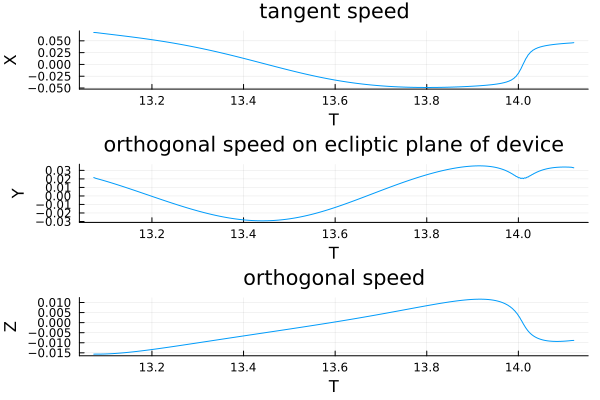 tangent speed
0.050
0.025
0.000
−0.025
−0.050
X
13.2 13.4 13.6 13.8 14.0
T
orthogonal speed on ecliptic plane of device
0.03
0.02
0.01
0.00
−0.01
−0.02
−0.03
Y
13.2 13.4 13.6 13.8 14.0
T
orthogonal speed
0.010
0.005
0.000
−0.005
−0.010
−0.015
Z
13.2 13.4 13.6 13.8 14.0
T